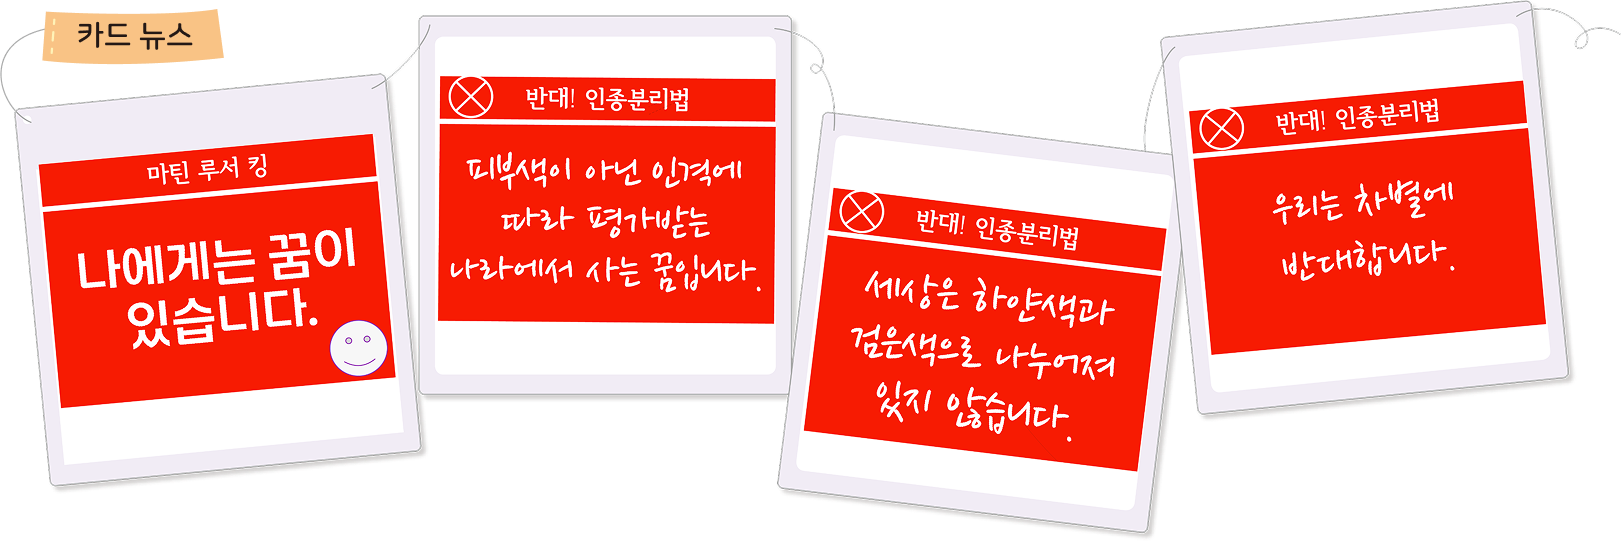 카드 뉴스
마틴 루서 킹
나에게는 꿈이
있습니다.
반대! 인종분리법
피부색이 아닌 인격에
따라 평가받는
나라에서 사는 꿈입니다.
반대! 인종분리법
세상은 하얀색과
검은색으로 나누어져
있지 않습니다.
반대! 인종분리법
우리는 차별에
반대합니다.